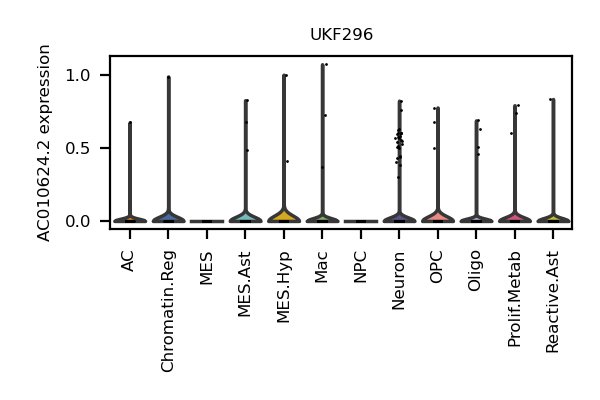 UKF296
AC010624.2 expression
1.0
0.5
0.0
AC
Chromatin.Reg
MES
MES.Ast
MES.Hyp
Mac
NPC
Neuron
OPC
Oligo
Prolif.Metab
Reactive.Ast